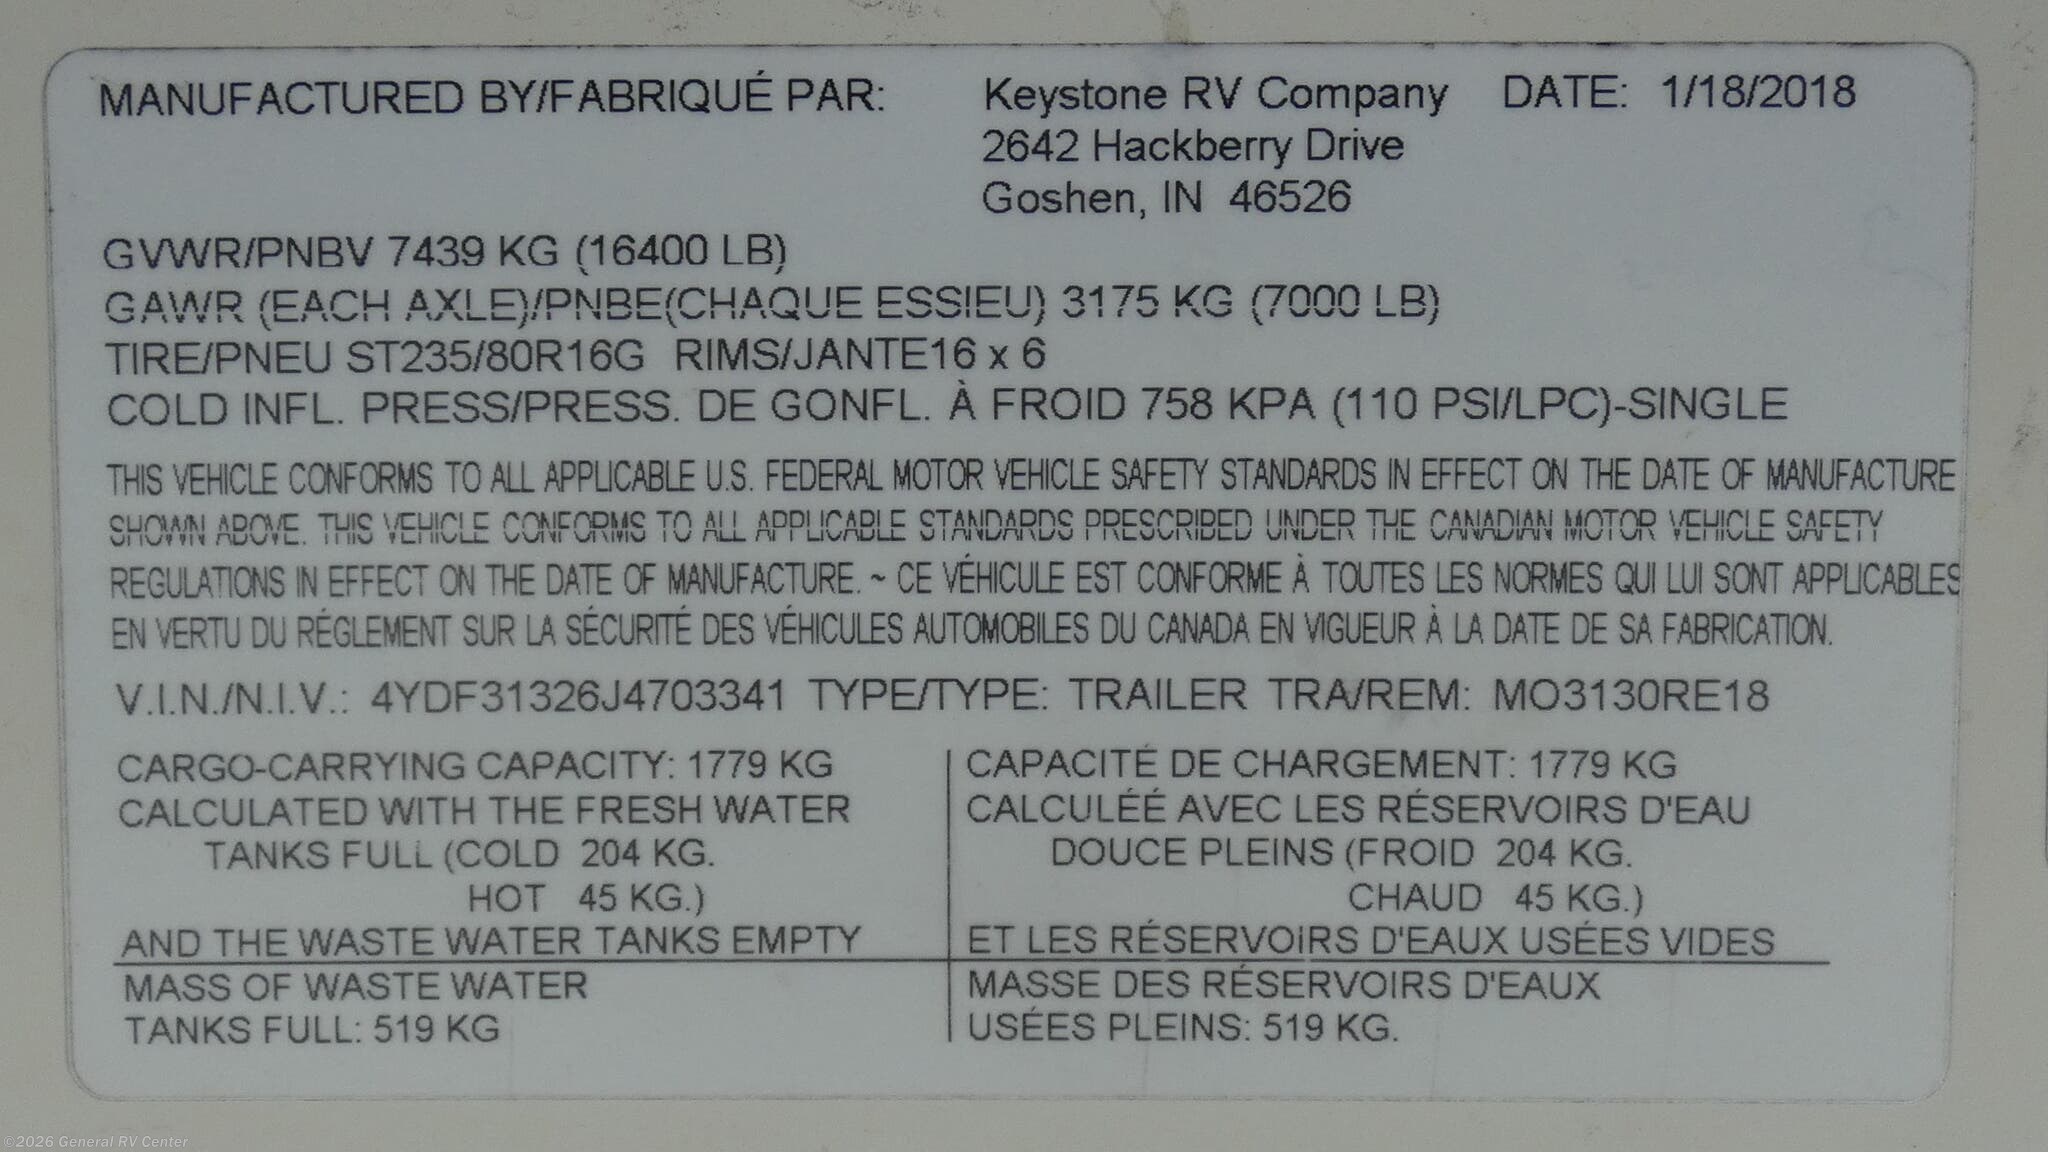 MANUFACTURED BY/FABRIQUÉ PAR: Keystone RV Company DATE: 1/18/2018
2642 Hackberry Drive
Goshen, IN 46526
GVWR/PNBV 7439 KG (16400 LB)
GAWR (EACH AXLE)/PNBE(CHAQUE ESSIEU) 3175 KG (7000 LB)
TIRE/PNEU ST235/80R16G RIMS/JANTE16 x 6
COLD INFL. PRESS/PRESS. DE GONFL. À FROID 758 KPA (110 PSI/LPC)-SINGLE
THIS VEHICLE CONFORMS TO ALL APPLICABLE U.S. FEDERAL MOTOR VEHICLE SAFETY STANDARDS IN EFFECT ON THE DATE OF MANUFACTURE
SHOWN ABOVE. THIS VEHICLE CONFORMS TO ALL APPLICABLE STANDARDS PRESCRIBED UNDER THE CANADIAN MOTOR VEHICLE SAFETY
REGULATIONS IN EFFECT ON THE DATE OF MANUFACTURE. ~ CE VÉHICULE EST CONFORME À TOUTES LES NORMES QUI LUI SONT APPLICABLES
EN VERTU DU RÉGLEMENT SUR LA SÉCURITÉ DES VÉHICULES AUTOMOBILES DU CANADA EN VIGUEUR À LA DATE DE SA FABRICATION.
V.I.N./N.I.V.: 4YDF31326J4703341 TYPE/TYPE: TRAILER TRA/REM: MO3130RE18
CARGO-CARRYING CAPACITY: 1779 KG
CALCULATED WITH THE FRESH WATER
TANKS FULL (COLD 204 KG.
HOT 45 KG.)
AND THE WASTE WATER TANKS EMPTY
MASS OF WASTE WATER
TANKS FULL: 519 KG
CAPACITÉ DE CHARGEMENT: 1779 KG
CALCULÉÉ AVEC LES RÉSERVOIRS D'EAU
DOUCE PLEINS (FROID 204 KG.
CHAUD 45 KG.)
ET LES RÉSERVOIRS D'EAUX USÉES VIDES
MASSE DES RÉSERVOIRS D'EAUX
USÉES PLEINS: 519 KG.
©2026 General RV Center